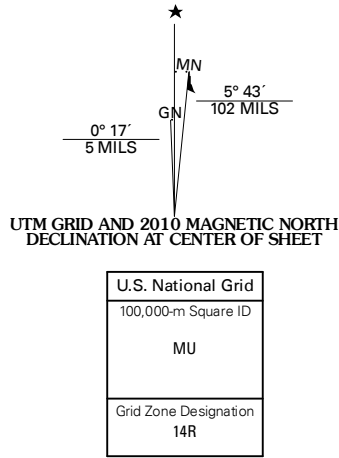 MN
5° 43´
102 MILS
GN
0° 17´
5 MILS
UTM GRID AND 2010 MAGNETIC NORTH
DECLINATION AT CENTER OF SHEET
U.S. National Grid
100,000-m Square ID
MU
Grid Zone Designation
14R